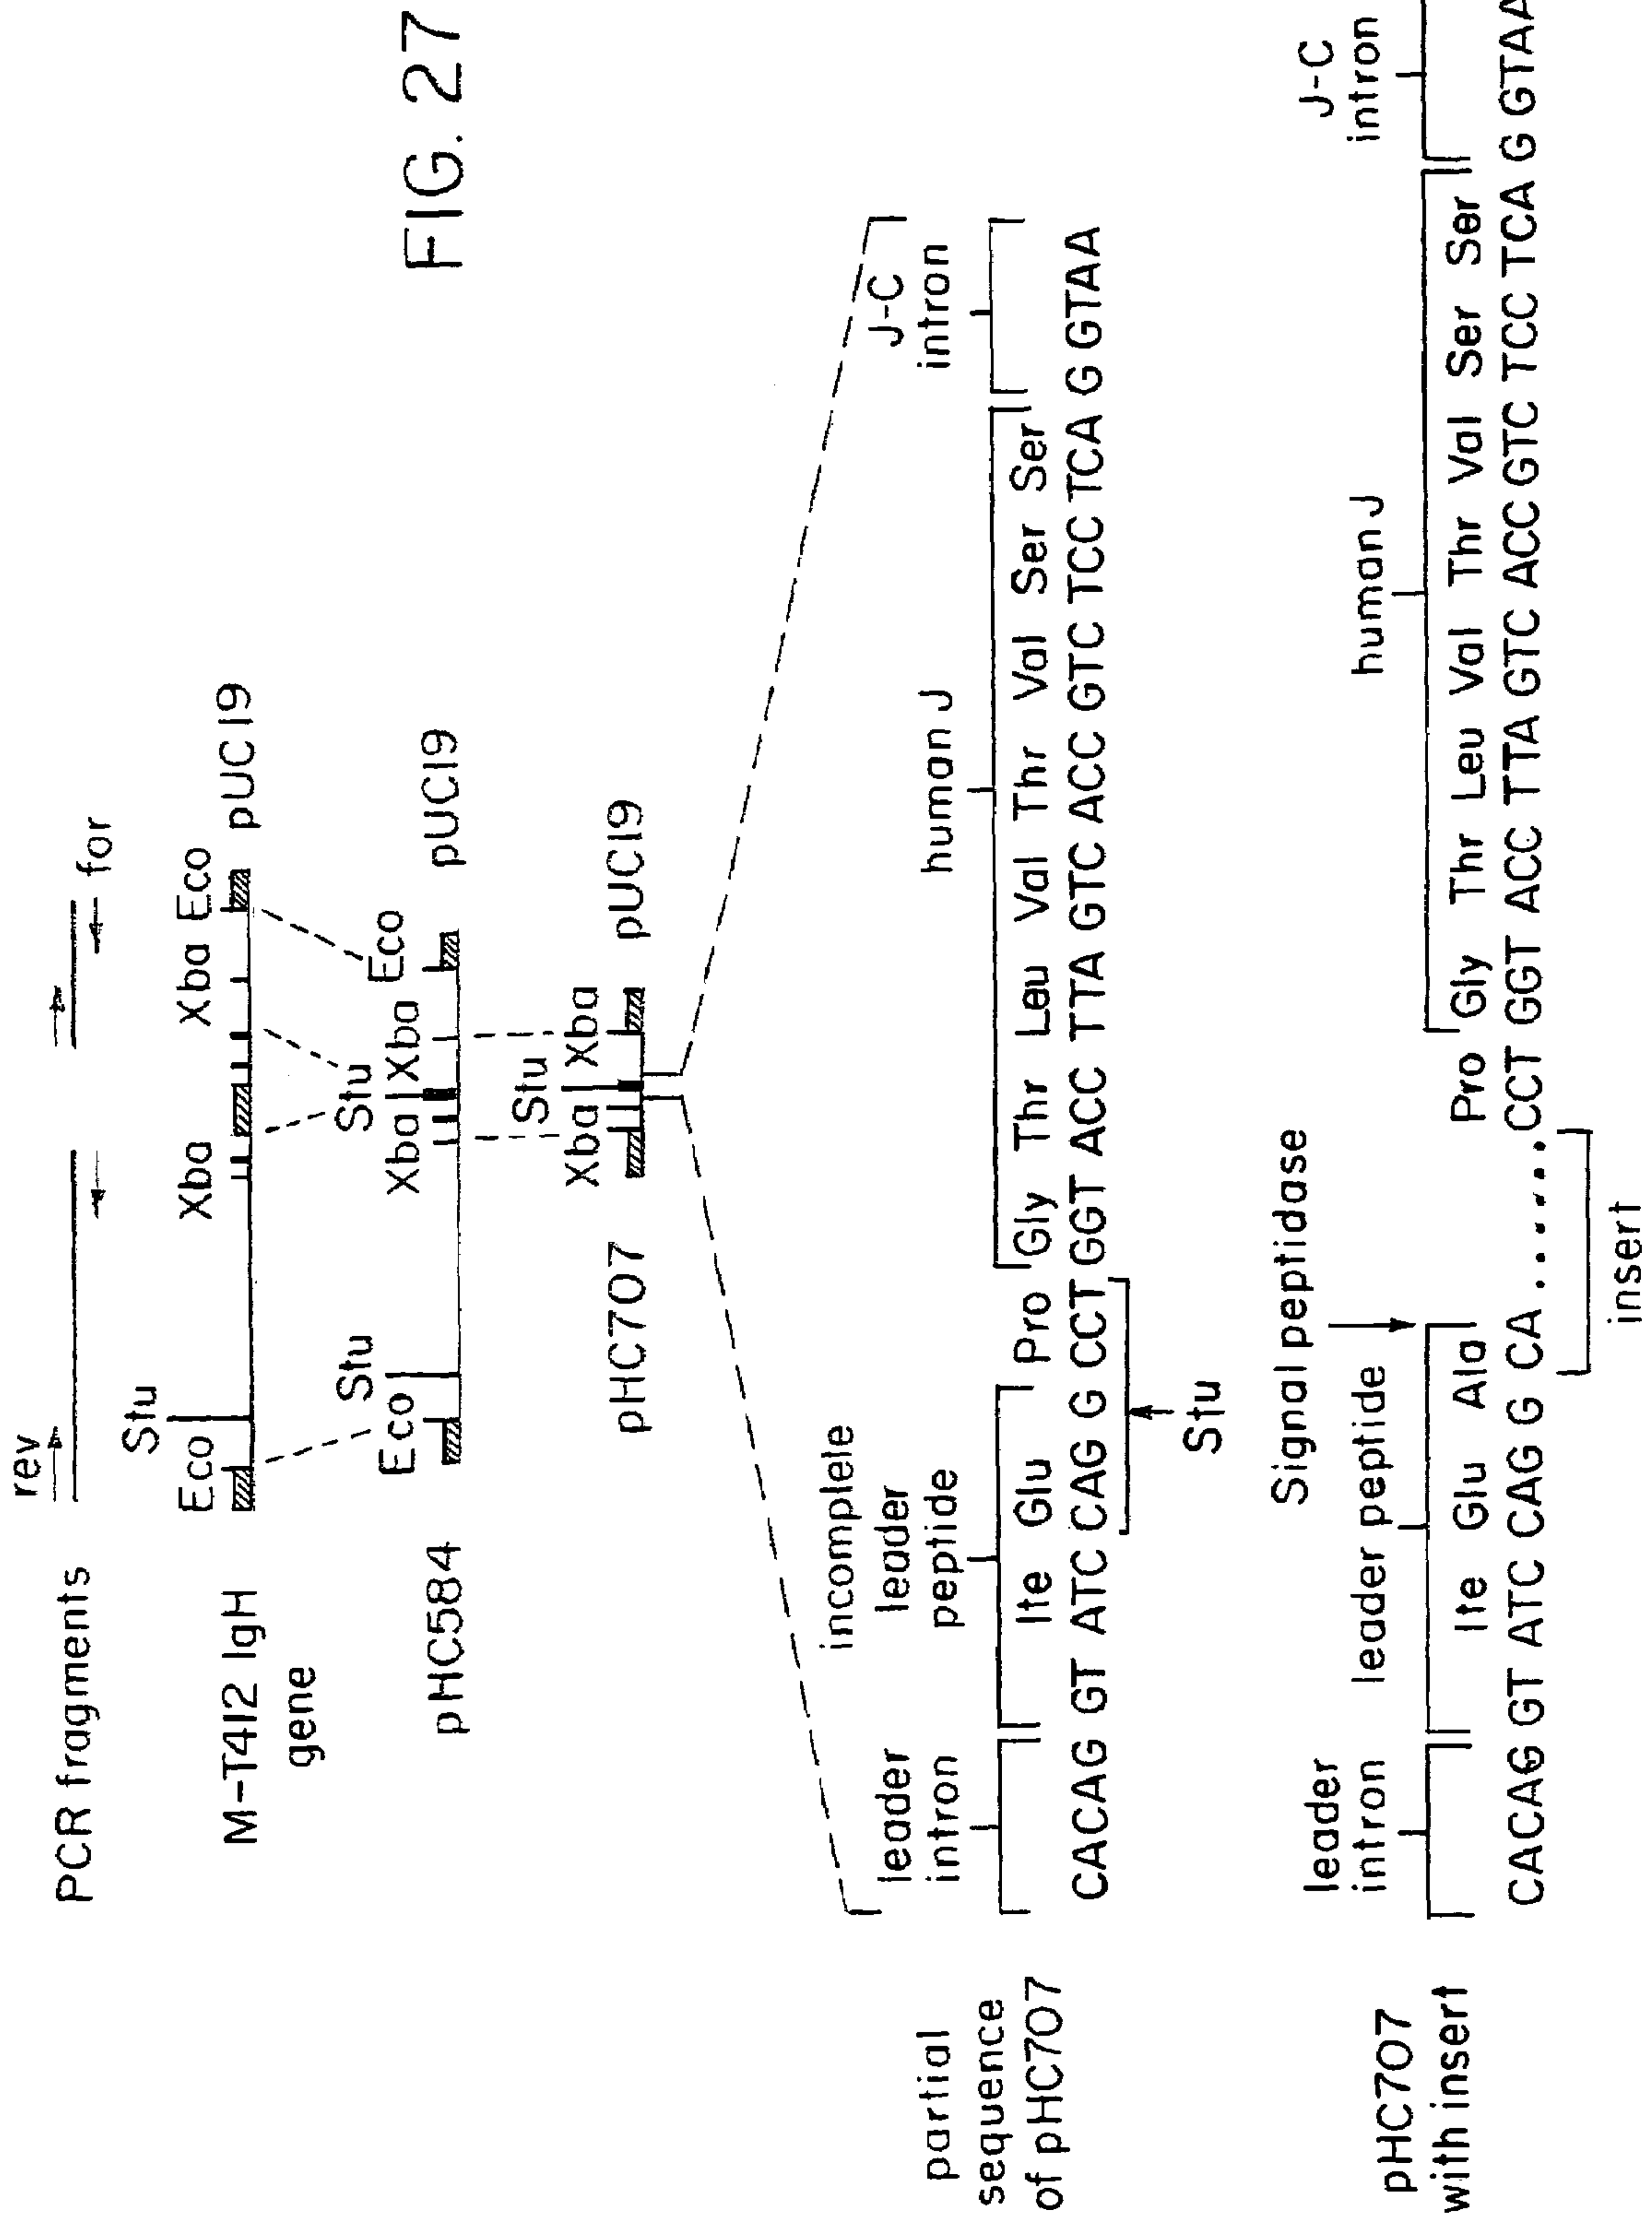 FIG. 27
PCR fragments
rev
for
M-T412 IgH
gene
Eco
Stu
Xba
Xba
Eco
pUC19
pHC584
Eco
Stu
Xba
Stu
Xba
Eco
pUC19
pHC707
Xba
Stu
Xba
pUC19
partial
sequence
of pHC707
leader
intron
incomplete
leader
peptide
human J
J-C
intron
Ite Glu Pro Gly Thr Leu Val Thr Val Ser Ser
CACAG GT ATC CAG G CCT GGT ACC TTA GTC ACC GTC TCC TCA G GTAA
Stu
pHC707
with insert
leader
intron
leader peptide
Signal peptidase
human J
J-C
intron
Ite Glu Ala Pro Gly Thr Leu Val Thr Val Ser Ser
CACAG GT ATC CAG G CA ...... CCT GGT ACC TTA GTC ACC GTC TCC TCA G GTAA
insert